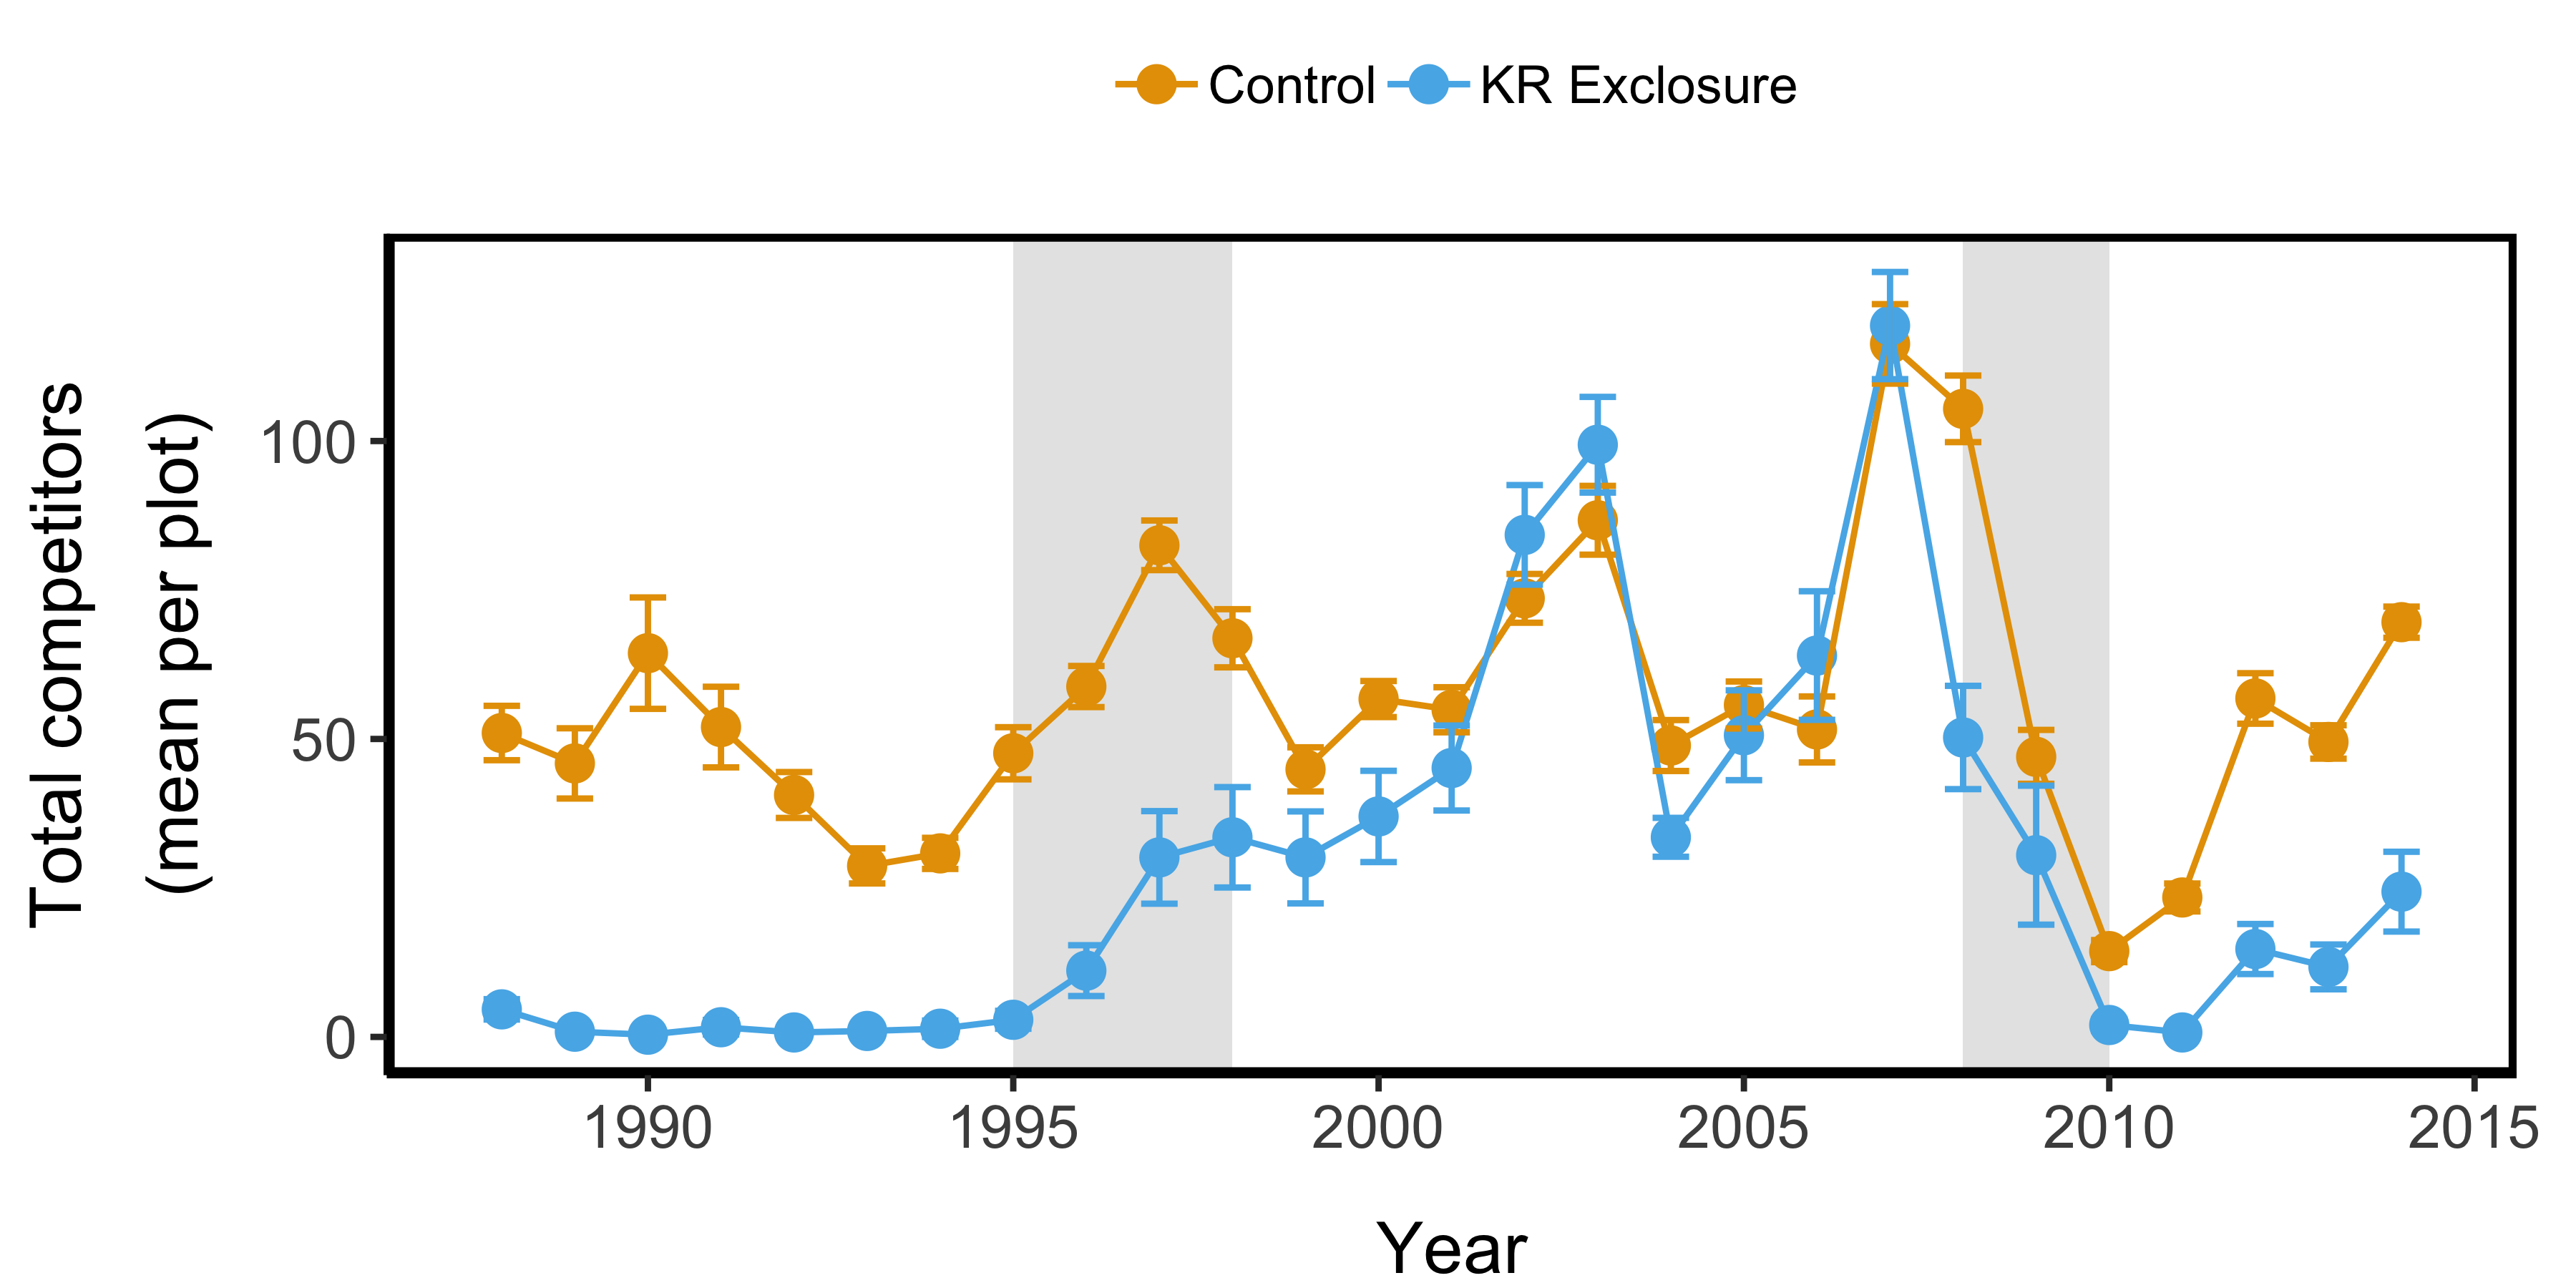 Control KR Exclosure
Total competitors
(mean per plot)
100
50
0
1990 1995 2000 2005 2010 2015
Year